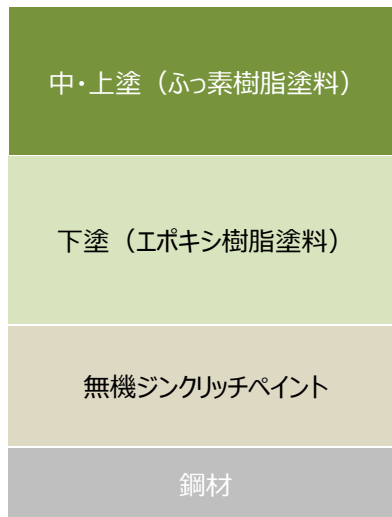 中・上塗（ふっ素樹脂塗料）
下塗（エポキシ樹脂塗料）
無機ジンクリッチペイント
鋼材